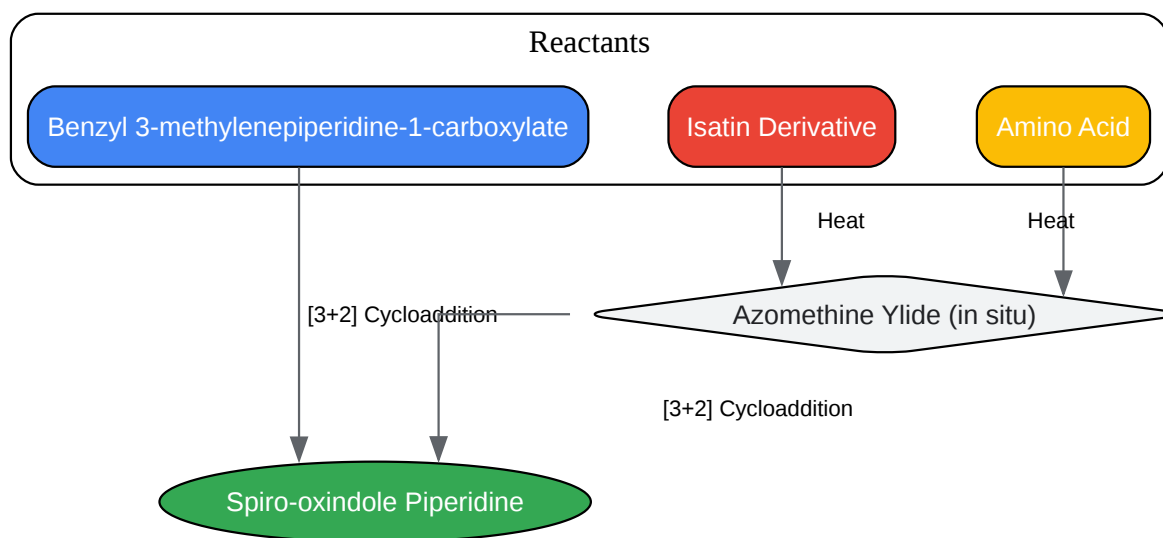 Reactants
Benzyl 3-methylenepiperidine-1-carboxylate
Isatin Derivative
Amino Acid
Heat
Heat
[3+2] Cycloaddition
Azomethine Ylide (in situ)
[3+2] Cycloaddition
Spiro-oxindole Piperidine